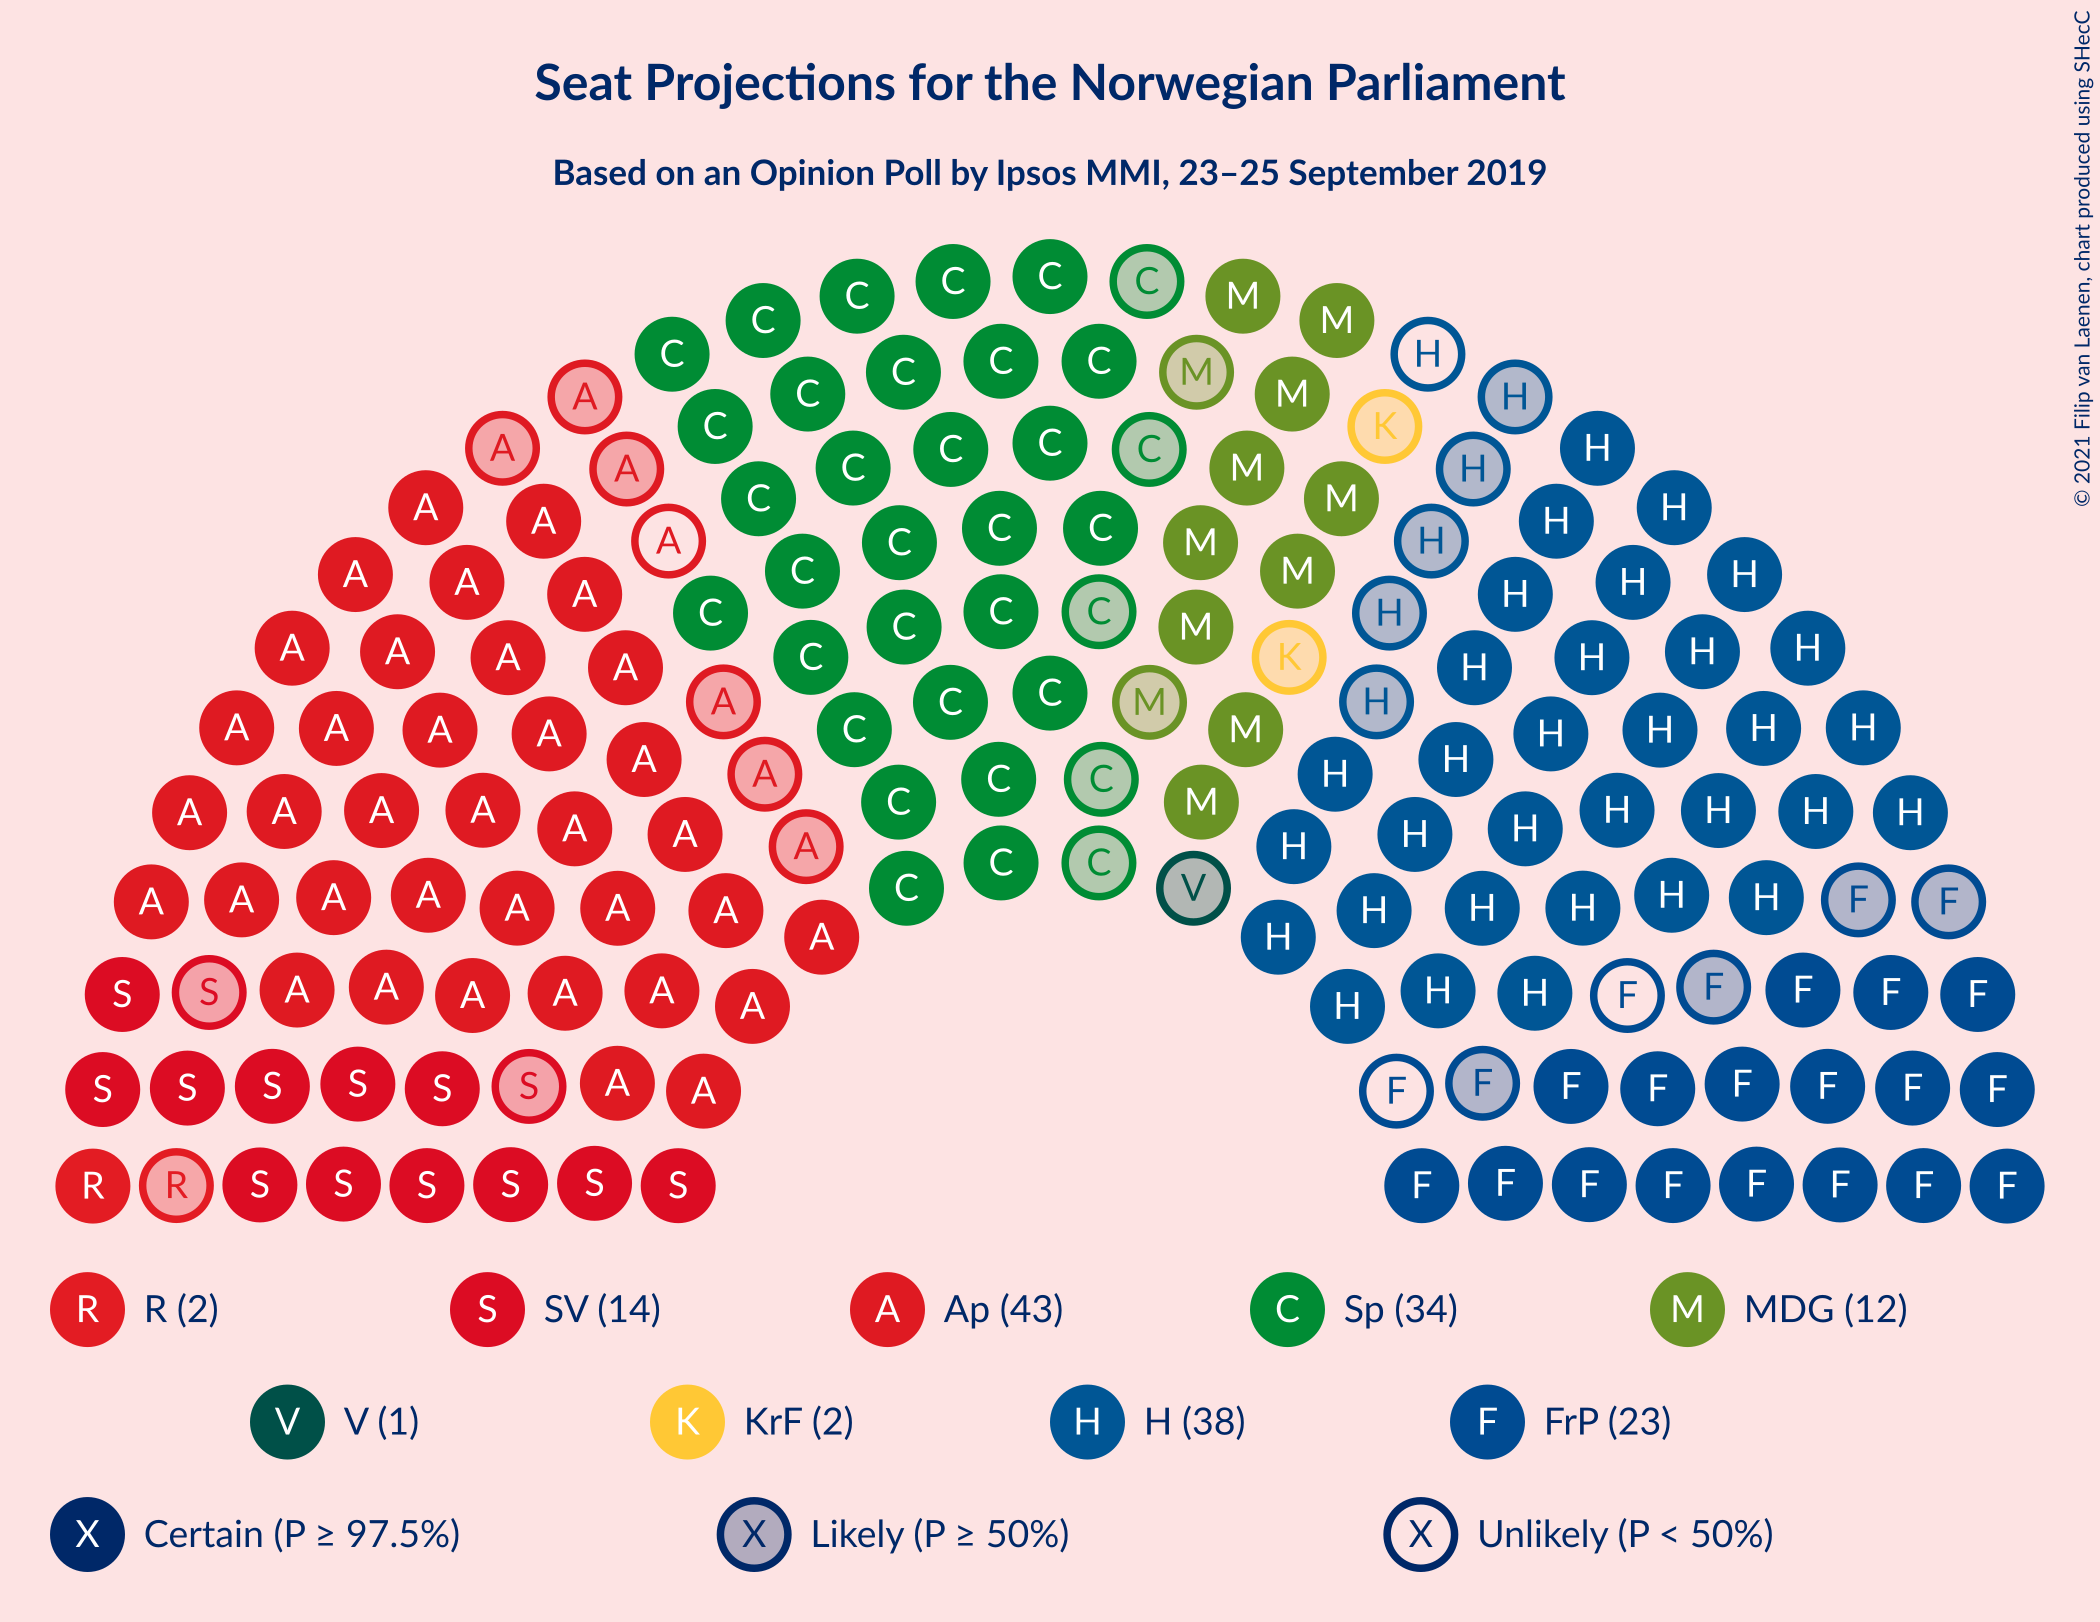 Seat Projections for the Norwegian Parliament
Based on an Opinion Poll by Ipsos MMI, 23–25 September 2019
© 2021 Filip van Laenen, chart produced using SHecC
C C C C C M M
C C H
C C C C M M K H
A C H H
A A C C C C M M H H
A A A C C C M M H H H
A A A C C C C M K H H H
A A A A C C C M M H H H H
A A A A A A C C C M H H H H H H
A A A A A A A C C C V H H H H H F F
S S A A A A A A H H H F F F F F
S S S S S S A A F F F F F F F F
R R S S S S S S F F F F F F F F
R R (2) S SV (14) A Ap (43) C Sp (34) M MDG (12)
V V (1) K KrF (2) H H (38) F FrP (23)
X Certain (P ≥ 97.5%) X Likely (P ≥ 50%) X Unlikely (P < 50%)